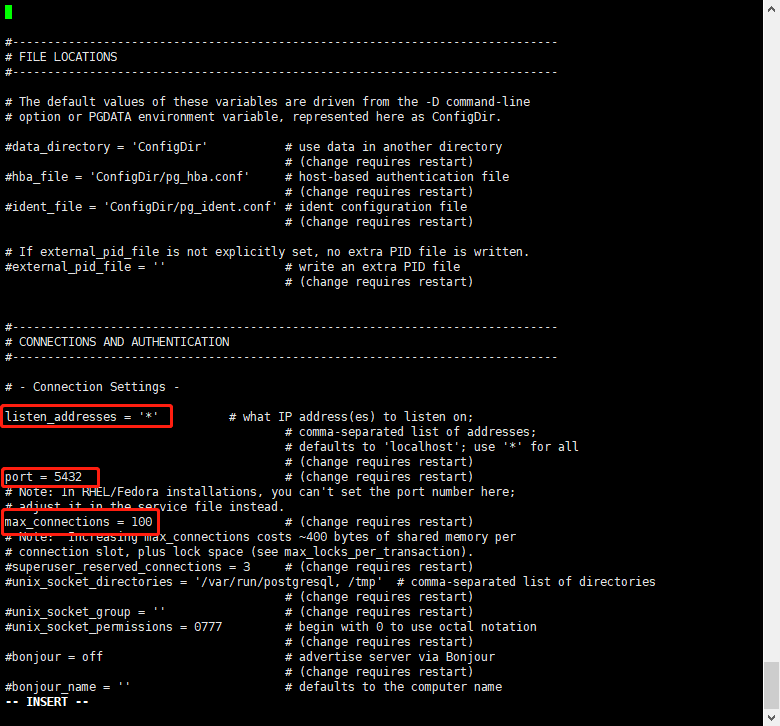 #------------------------------------------------------------------------------
# FILE LOCATIONS
#------------------------------------------------------------------------------
# The default values of these variables are driven from the -D command-line
# option or PGDATA environment variable, represented here as ConfigDir.
#data_directory = 'ConfigDir'           # use data in another directory
                                        # (change requires restart)
#hba_file = 'ConfigDir/pg_hba.conf'     # host-based authentication file
                                        # (change requires restart)
#ident_file = 'ConfigDir/pg_ident.conf' # ident configuration file
                                        # (change requires restart)
# If external_pid_file is not explicitly set, no extra PID file is written.
#external_pid_file = ''                 # write an extra PID file
                                        # (change requires restart)
#------------------------------------------------------------------------------
# CONNECTIONS AND AUTHENTICATION
#------------------------------------------------------------------------------
# - Connection Settings -
listen_addresses = '*'          # what IP address(es) to listen on;
                                        # comma-separated list of addresses;
                                        # defaults to 'localhost'; use '*' for all
                                        # (change requires restart)
port = 5432                             # (change requires restart)
# Note: In RHEL/Fedora installations, you can't set the port number here;
# adjust it in the service file instead.
max_connections = 100                   # (change requires restart)
# Note:  Increasing max_connections costs ~400 bytes of shared memory per
# connection slot, plus lock space (see max_locks_per_transaction).
#superuser_reserved_connections = 3     # (change requires restart)
#unix_socket_directories = '/var/run/postgresql, /tmp'  # comma-separated list of directories
                                        # (change requires restart)
#unix_socket_group = ''                 # (change requires restart)
#unix_socket_permissions = 0777         # begin with 0 to use octal notation
                                        # (change requires restart)
#bonjour = off                          # advertise server via Bonjour
                                        # (change requires restart)
#bonjour_name = ''                      # defaults to the computer name
-- INSERT --